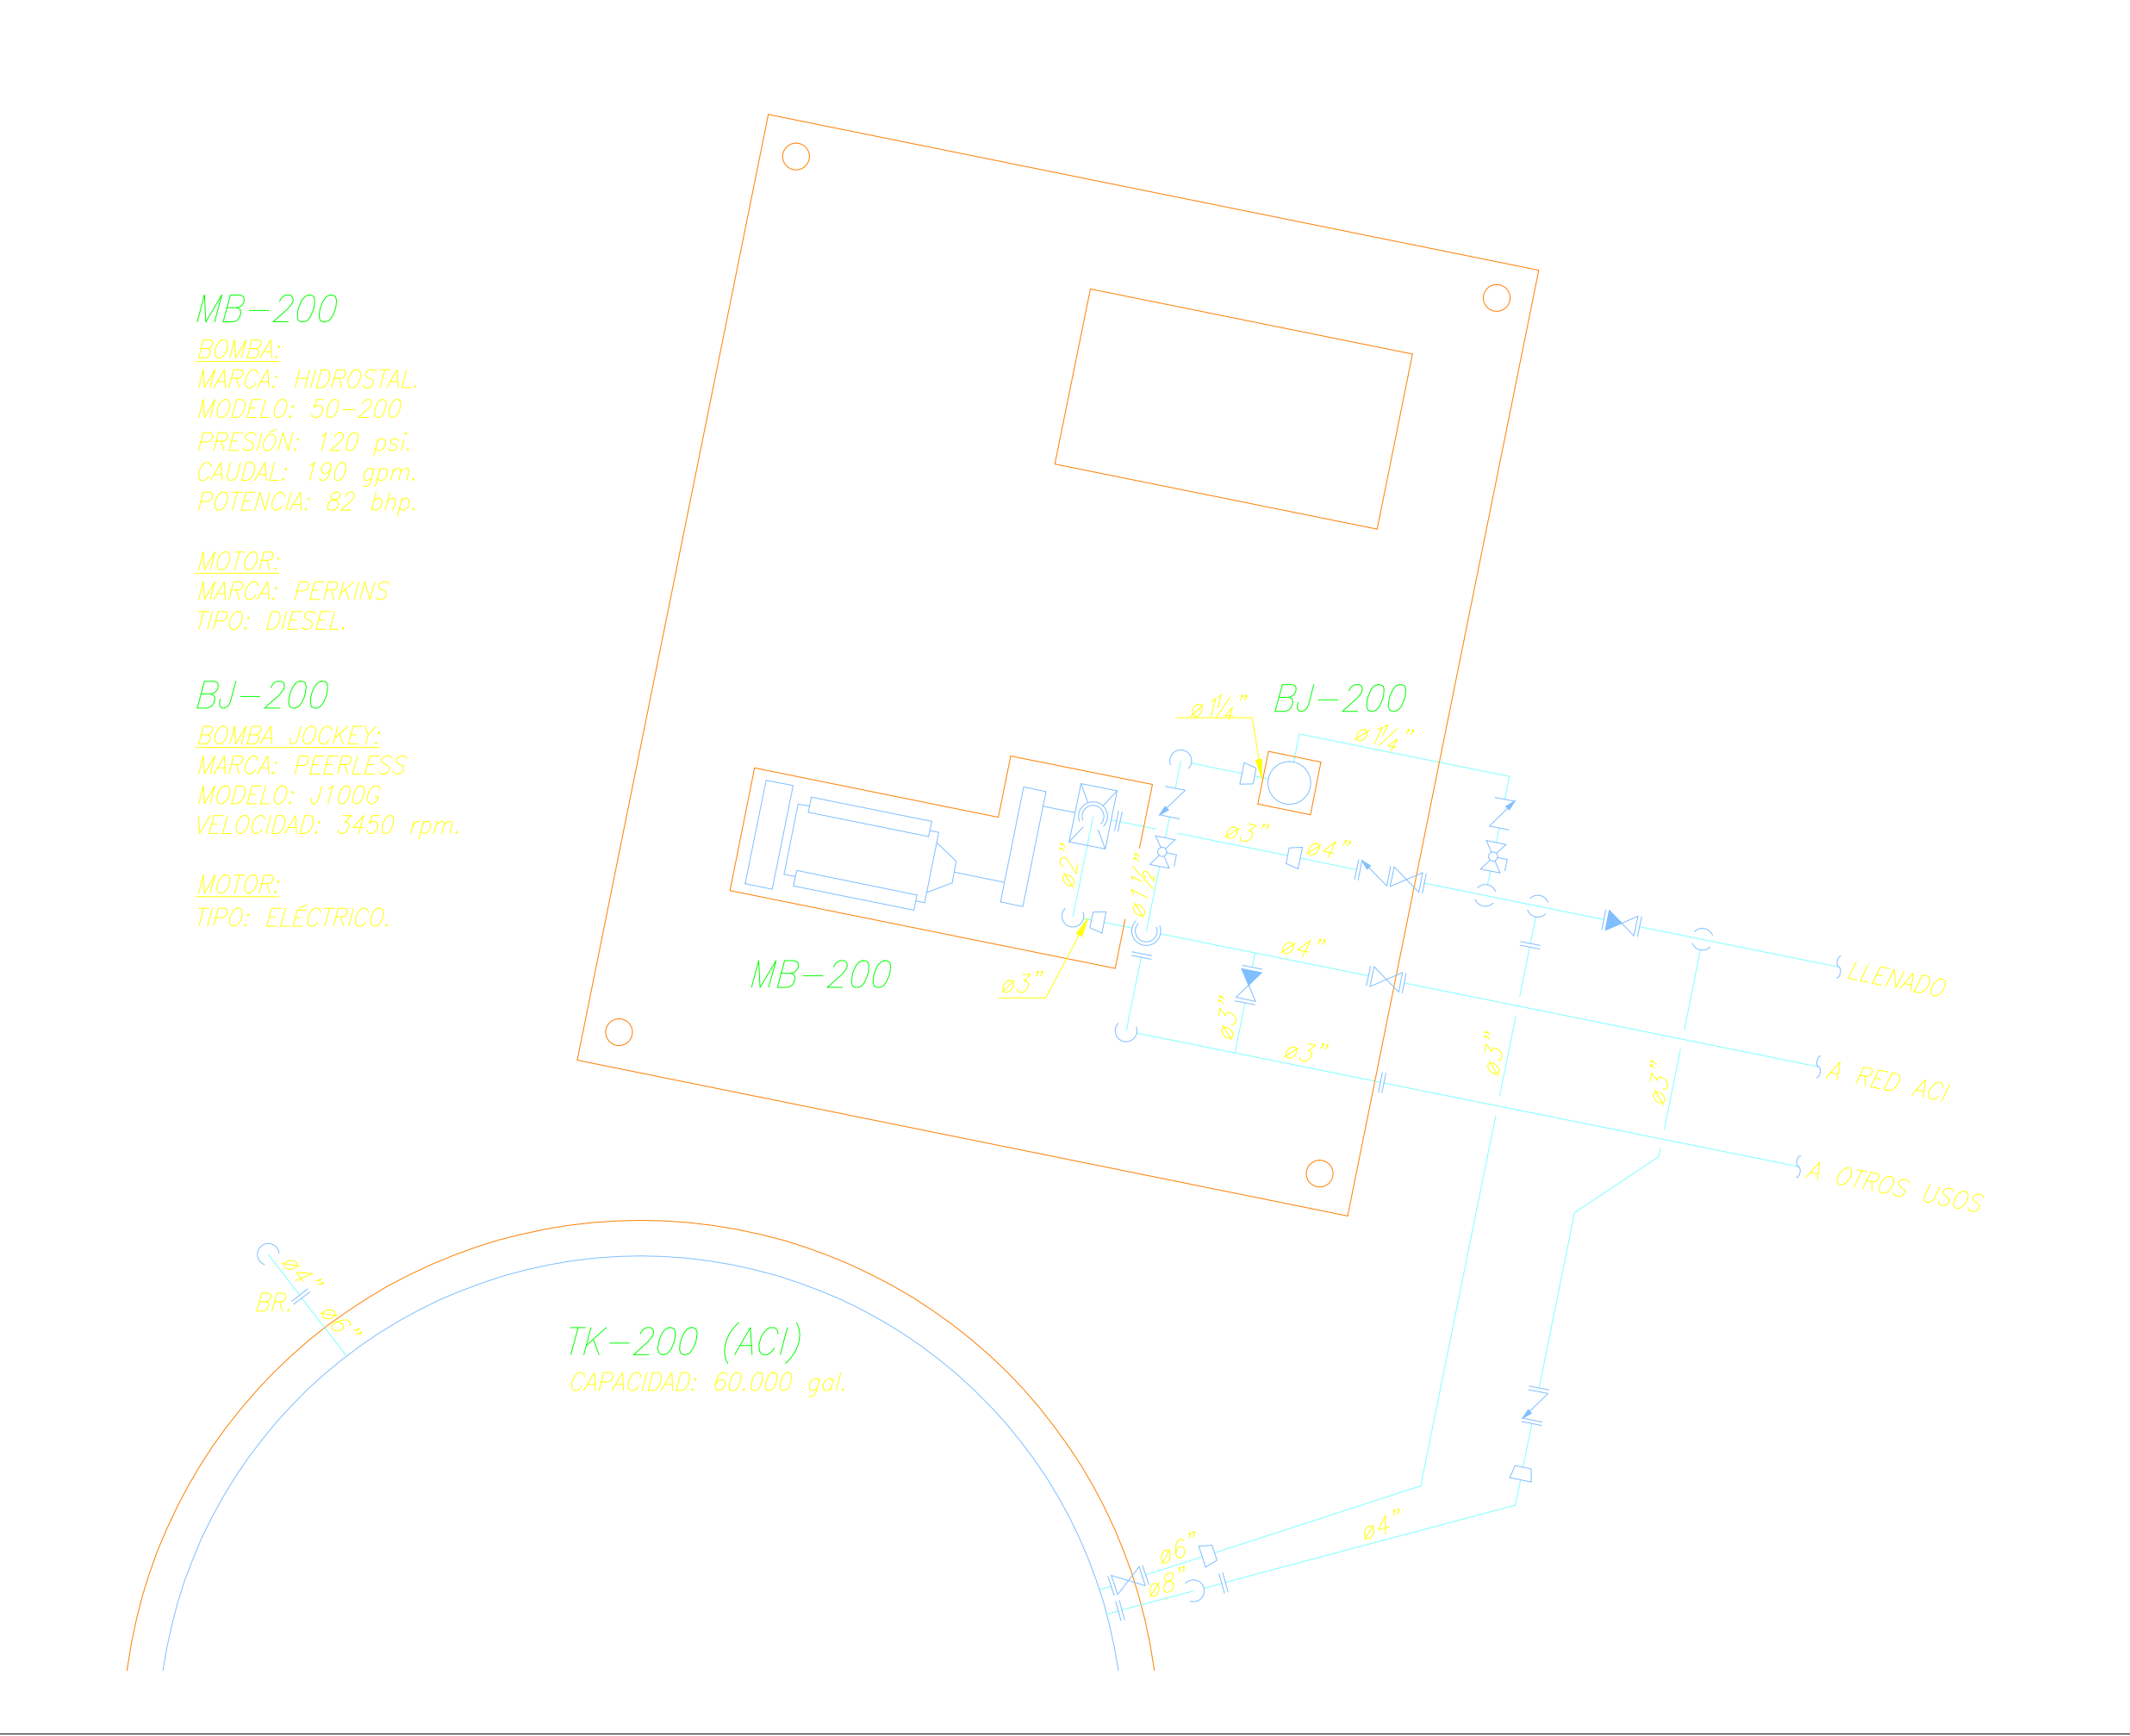 MB-200
BOMBA:
MARCA: HIDROSTAL.
MODELO: 50-200
PRESIÓN: 120 psi.
CAUDAL: 190 gpm.
POTENCIA: 82 bhp.
MOTOR:
MARCA: PERKINS
TIPO: DIESEL.
BJ-200
BOMBA JOCKEY:
MARCA: PEERLESS
MODELO: J100G
VELOCIDAD: 3450 rpm.
MOTOR:
TIPO: ELÉCTRICO.
ø1¼"
BJ-200
ø1¼"
ø3"
ø4"
ø2"
ø1½"
MB-200
ø3"
ø4"
ø3"
ø3"
ø3"
ø3"
LLENADO
A RED ACI
A OTROS USOS
ø4"
BR.
ø6"
TK-200 (ACI)
CAPACIDAD: 60.000 gal.
ø6"
ø8"
ø4"